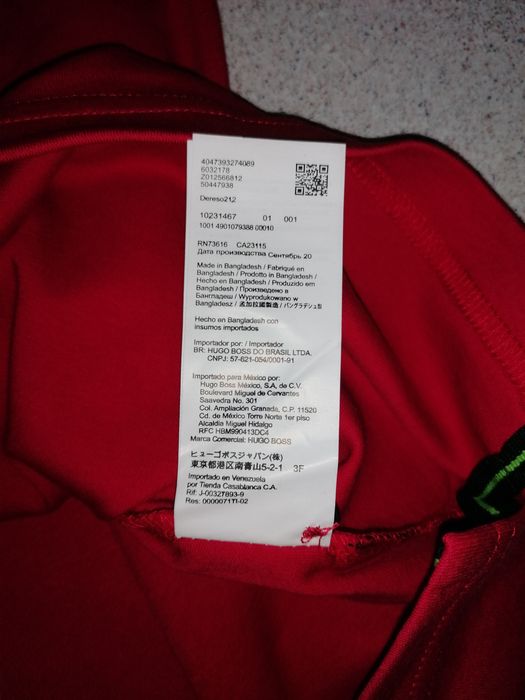 4047393274089
6032178
Z012566812
50447938
Dereso212
10231467 01 001
1001 4901079388 00010
RN73616 CA23115
Дата производства Сентябрь 20
Made in Bangladesh / Fabriqué en
Bangladesh / Prodotto in Bangladesh /
Hecho en Bangladesh / Produzido em
Bangladesh / Произведено в
Бангладеш / Wyprodukowano w
Bangladesz / 孟加拉國製造 / バングラデシュ製
Hecho en Bangladesh con
insumos importados
Importador por: / Importador
BR: HUGO BOSS DO BRASIL LTDA.
CNPJ: 57-621-054/0001-91
Importado para México por:
Hugo Boss México, S.A. de C.V.
Boulevard Miguel de Cervantes
Saavedra No. 301
Col. Ampliación Granada, C.P. 11520
Cd. de México Torre Norte 1er piso
Alcaldía Miguel Hidalgo
RFC HBM990413DC4
Marca Comercial: HUGO BOSS
ヒューゴボスジャパン(株)
東京都港区南青山5-2-1 3F
Importado en Venezuela
por Tienda Casablanca C.A.
Rif: J-00327893-9
Res: 0000071TI-02